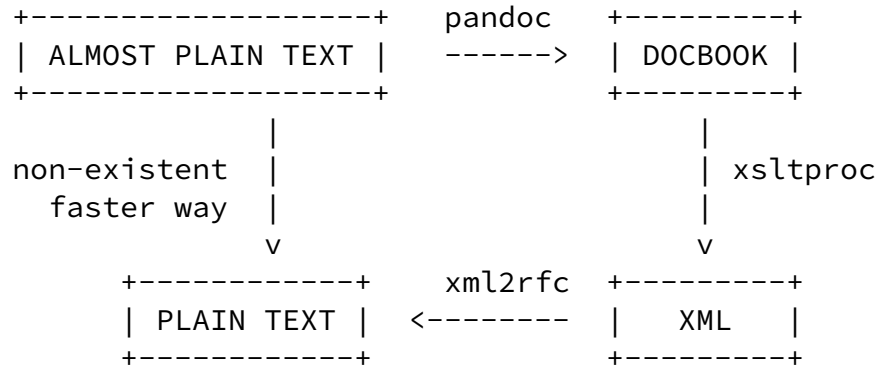 pandoc
ALMOST PLAIN TEXT ------> DOCBOOK
non-existent xsltproc
faster way
v v
xml2rfc
PLAIN TEXT <-------- XML